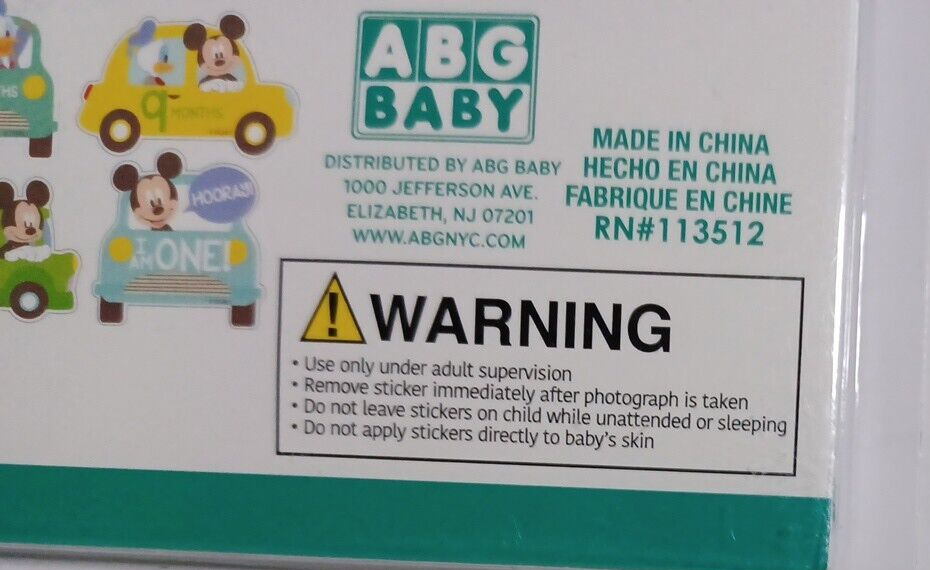 HS
9 MONTHS
HOORAY!
I AM ONE!
ABG
BABY
DISTRIBUTED BY ABG BABY
1000 JEFFERSON AVE.
ELIZABETH, NJ 07201
WWW.ABGNYC.COM
MADE IN CHINA
HECHO EN CHINA
FABRIQUE EN CHINE
RN#113512
! WARNING
• Use only under adult supervision
• Remove sticker immediately after photograph is taken
• Do not leave stickers on child while unattended or sleeping
• Do not apply stickers directly to baby's skin